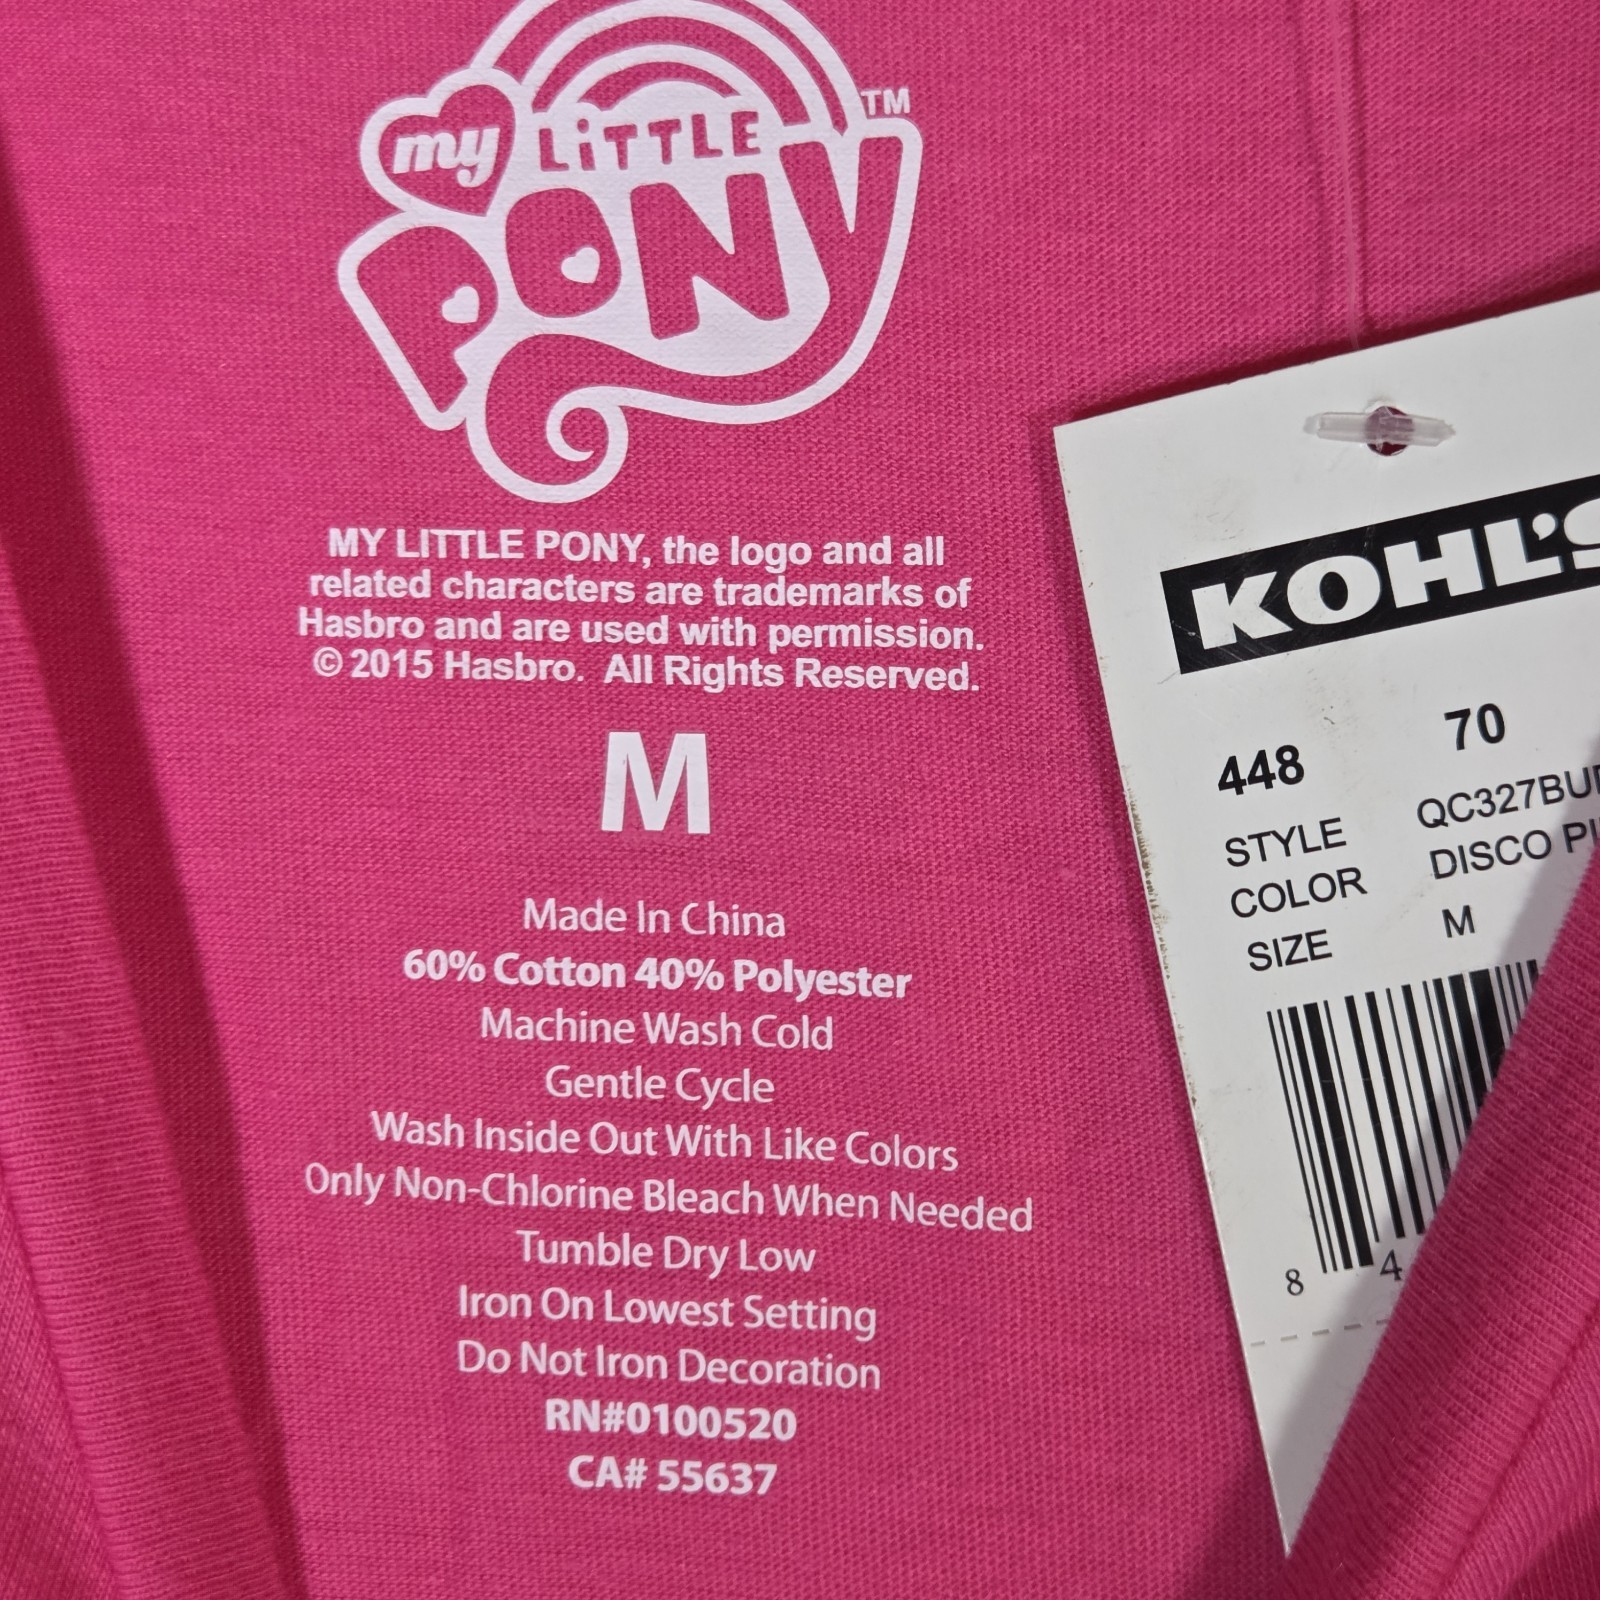 my LiTTLE TM
PONY
MY LITTLE PONY, the logo and all
related characters are trademarks of
Hasbro and are used with permission.
© 2015 Hasbro. All Rights Reserved.
M
Made In China
60% Cotton 40% Polyester
Machine Wash Cold
Gentle Cycle
Wash Inside Out With Like Colors
Only Non-Chlorine Bleach When Needed
Tumble Dry Low
Iron On Lowest Setting
Do Not Iron Decoration
RN#0100520
CA# 55637
KOHL'S
448 70
STYLE
COLOR DISCO
SIZE M
8 4